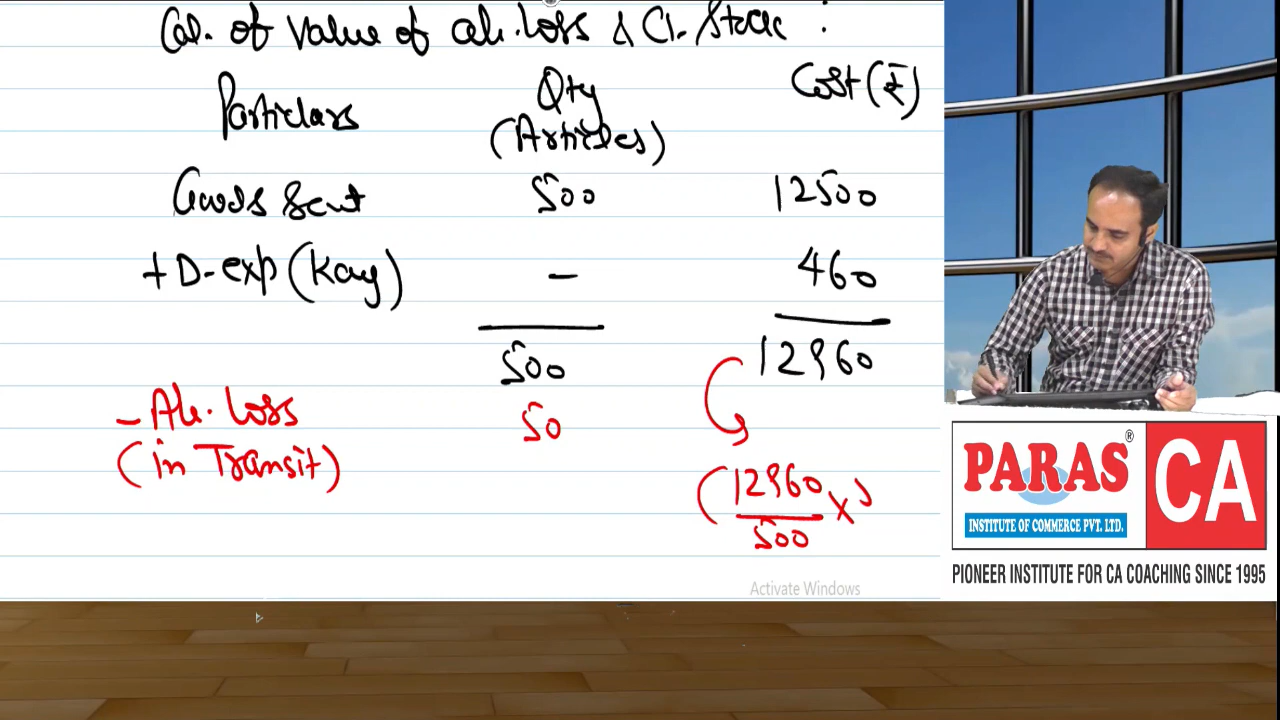 Cal. of Value of ab. Loss & Cl. Stock :
Particlars Qty (Articles) Cost (₹)
Goods Sent 500 12500
+ D-exp (Kay) – 460
500 12960
- Ab. Loss (in Transit) 50
(12960/500 ×
Activate Windows
PARAS®
INSTITUTE OF COMMERCE PVT. LTD.
CA
PIONEER INSTITUTE FOR CA COACHING SINCE 1995